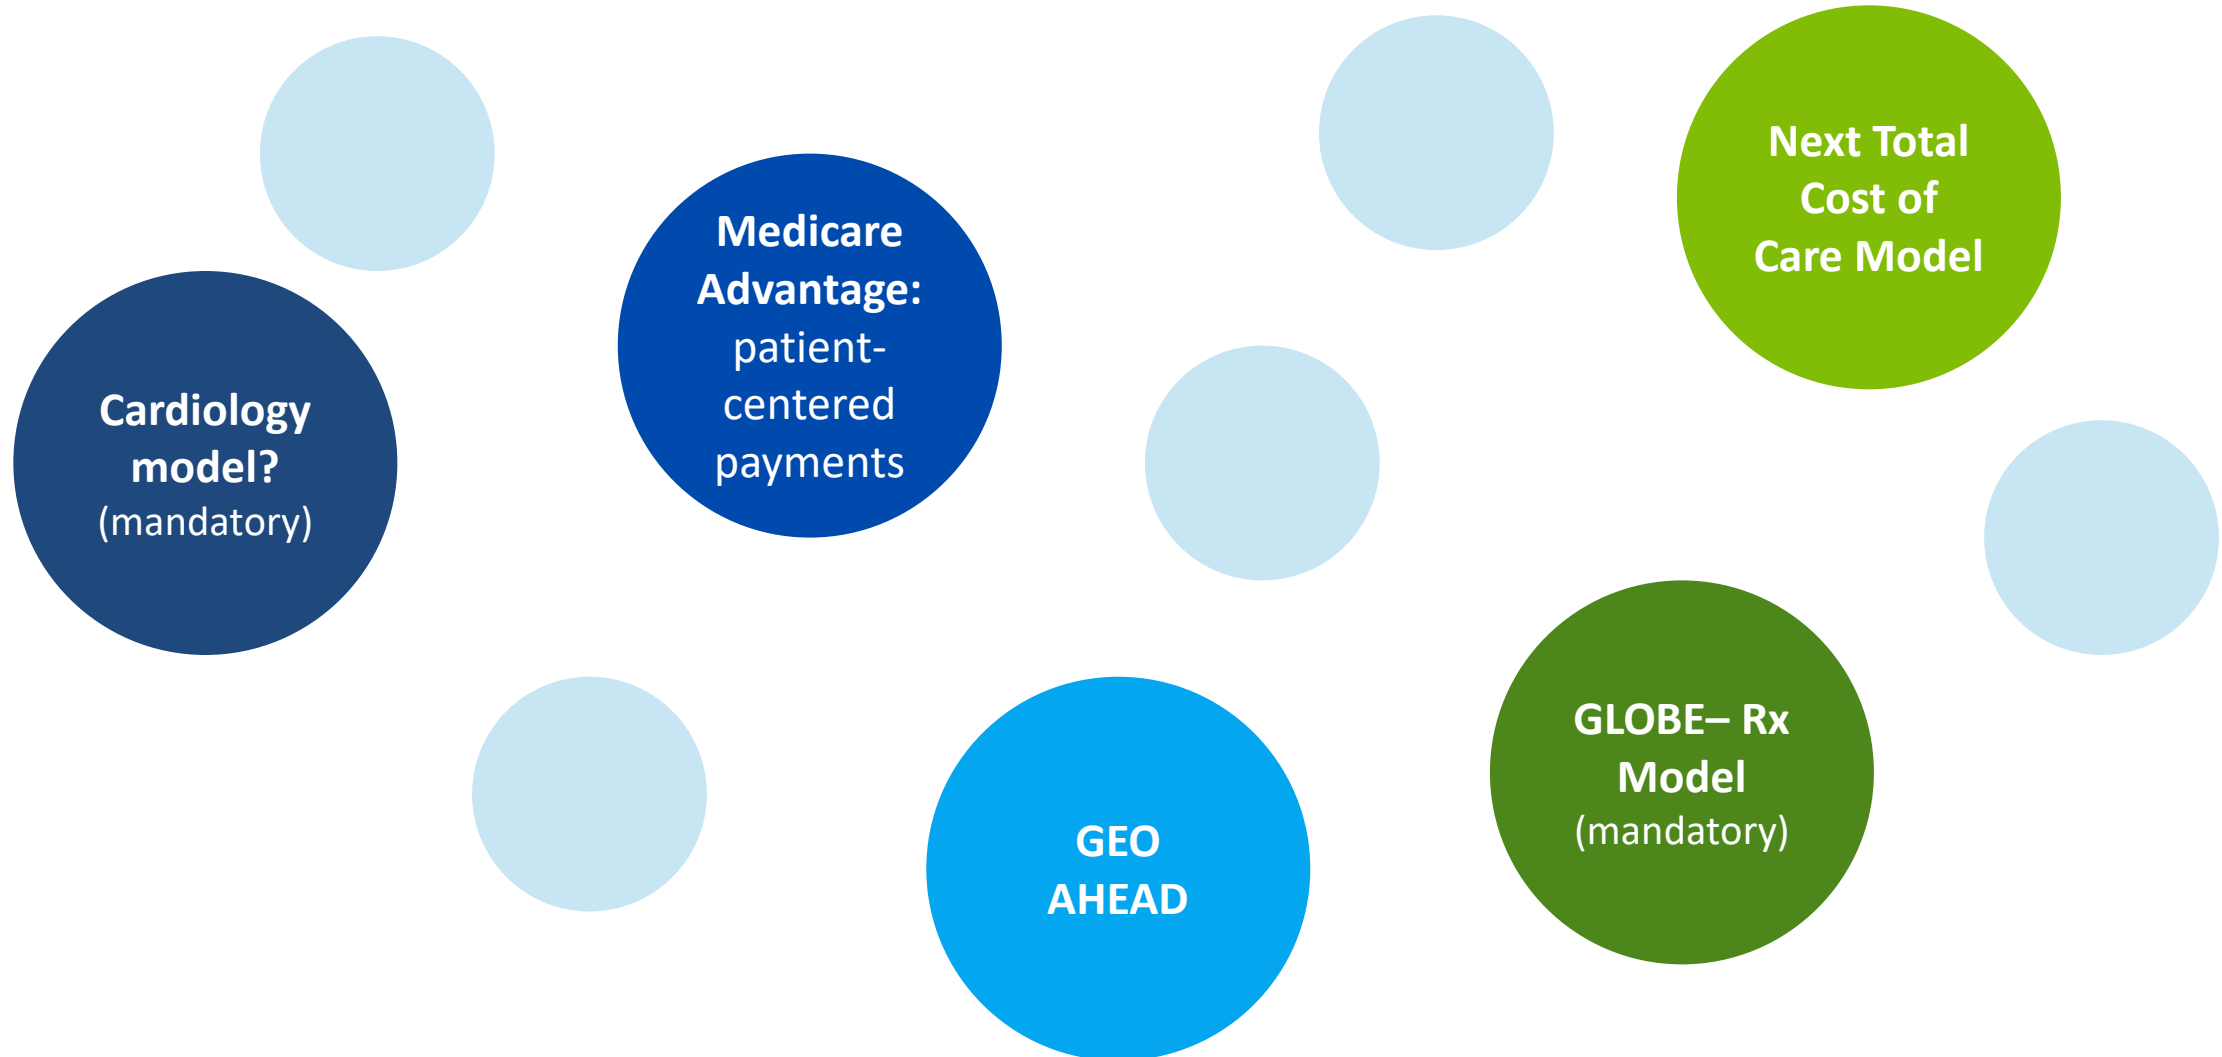 Cardiology
model?
(mandatory)
Medicare
Advantage:
patient-
centered
payments
GEO
AHEAD
GLOBE– Rx
Model
(mandatory)
Next Total
Cost of
Care Model